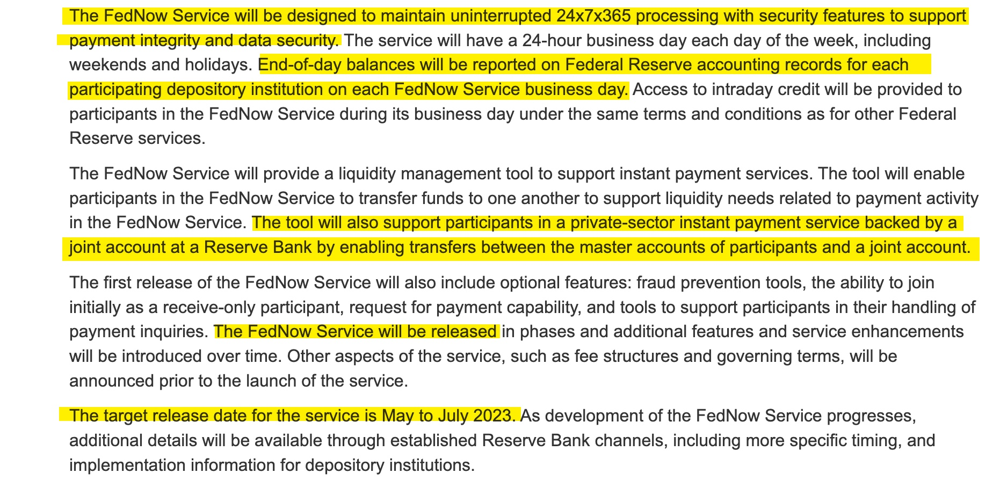 The FedNow Service will be designed to maintain uninterrupted 24x7x365 processing with security features to support
payment integrity and data security. The service will have a 24-hour business day each day of the week, including
weekends and holidays. End-of-day balances will be reported on Federal Reserve accounting records for each
participating depository institution on each FedNow Service business day. Access to intraday credit will be provided to
participants in the FedNow Service during its business day under the same terms and conditions as for other Federal
Reserve services.
The FedNow Service will provide a liquidity management tool to support instant payment services. The tool will enable
participants in the FedNow Service to transfer funds to one another to support liquidity needs related to payment activity
in the FedNow Service. The tool will also support participants in a private-sector instant payment service backed by a
joint account at a Reserve Bank by enabling transfers between the master accounts of participants and a joint account.
The first release of the FedNow Service will also include optional features: fraud prevention tools, the ability to join
initially as a receive-only participant, request for payment capability, and tools to support participants in their handling of
payment inquiries. The FedNow Service will be released in phases and additional features and service enhancements
will be introduced over time. Other aspects of the service, such as fee structures and governing terms, will be
announced prior to the launch of the service.
The target release date for the service is May to July 2023. As development of the FedNow Service progresses,
additional details will be available through established Reserve Bank channels, including more specific timing, and
implementation information for depository institutions.